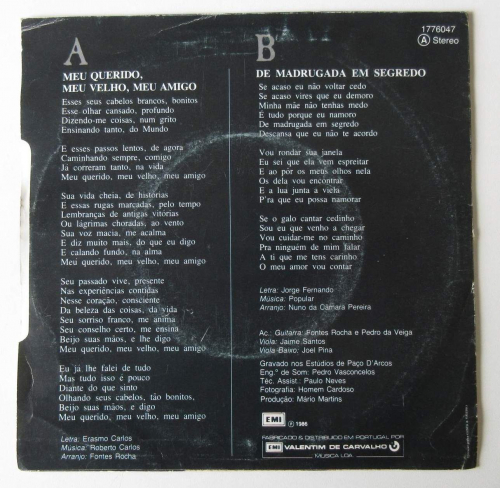 1776047
A Stereo
A
MEU QUERIDO,
MEU VELHO, MEU AMIGO
Esses seus cabelos brancos, bonitos
Esse olhar cansado, profundo
Dizendo-me coisas, num grito
Ensinando tanto, do Mundo
E esses passos lentos, de agora
Caminhando sempre, comigo
Já correram tanto, na vida
Meu querido, meu velho, meu amigo
Sua vida cheia, de histórias
E essas rugas marcadas, pelo tempo
Lembranças de antigas vitórias
Ou lágrimas choradas, ao vento
Sua voz macia, me acalma
E diz muito mais, do que eu digo
E calando fundo, na alma
Meu querido, meu velho, meu amigo
Seu passado vive, presente
Nas experiências contidas
Nesse coração, consciente
Da beleza das coisas, da vida
Seu sorriso franco, me anima
Seu conselho certo, me ensina
Beijo suas mãos, e lhe digo
Meu querido, meu velho, meu amigo
Eu já lhe falei de tudo
Mas tudo isso é pouco
Diante do que sinto
Olhando seus cabelos, tão bonitos,
Beijo suas mãos, e digo
Meu querido, meu velho, meu amigo
Letra: Erasmo Carlos
Música: Roberto Carlos
Arranjo: Fontes Rocha
B
DE MADRUGADA EM SEGREDO
Se acaso eu não voltar cedo
Se acaso vires que eu demoro
Minha mãe não tenhas medo
É tudo porque eu namoro
De madrugada em segredo
Descansa que eu não te acordo
Vou rondar sua janela
Eu sei que ela vem espreitar
E ao pôr os meus olhos nela
Os dela vou encontrar
E a lua junta à viela
P'ra que eu possa namorar
Se o galo cantar cedinho
Sou eu que venho a chegar
Vou cuidar-me no caminho
Pra ninguém de mim falar
A ti que me tens carinho
O meu amor vou contar
Letra: Jorge Fernando
Música: Popular
Arranjo: Nuno da Câmara Pereira
Ac.: Guitarra: Fontes Rocha e Pedro da Veiga
Viola: Jaime Santos
Viola-Baixo: Joel Pina
Gravado nos Estúdios de Paço D'Arcos
Eng.º de Som: Pedro Vasconcelos
Téc. Assist.: Paulo Neves
Fotografia: Homem Cardoso
Produção: Mário Martins
EMI
℗ 1986
FABRICADO & DISTRIBUIDO EM PORTUGAL POR
EMI VALENTIM DE CARVALHO
MÚSICA LDA.